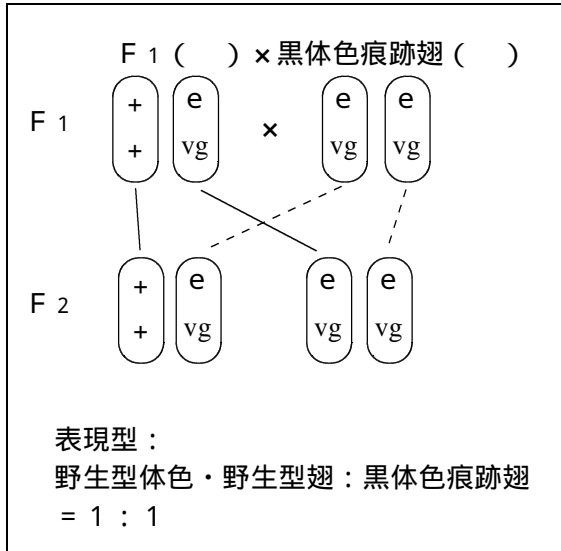 Ｆ１（　　）×黒体色痕跡翅（　　）
Ｆ１
+ e × e e
+ vg vg vg
Ｆ２
+ e e e
+ vg vg vg
表現型：
野生型体色・野生型翅：黒体色痕跡翅
＝１：１